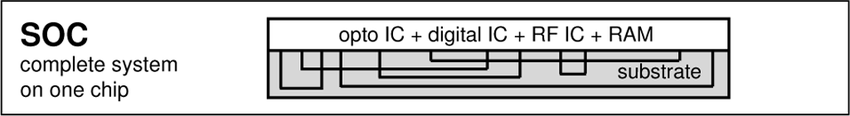 SOC
complete system
on one chip
opto IC + digital IC + RF IC + RAM
substrate